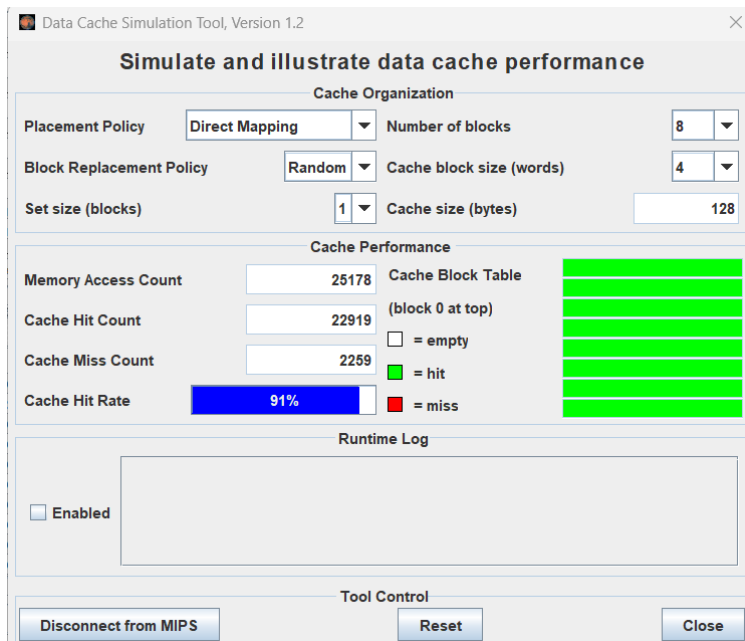 Data Cache Simulation Tool, Version 1.2
Simulate and illustrate data cache performance
Cache Organization
Placement Policy Direct Mapping Number of blocks 8
Block Replacement Policy Random Cache block size (words) 4
Set size (blocks) 1 Cache size (bytes) 128
Cache Performance
Memory Access Count 25178 Cache Block Table
(block 0 at top)
Cache Hit Count 22919 = empty
Cache Miss Count 2259 = hit
Cache Hit Rate 91% = miss
Runtime Log
Enabled
Tool Control
Disconnect from MIPS Reset Close